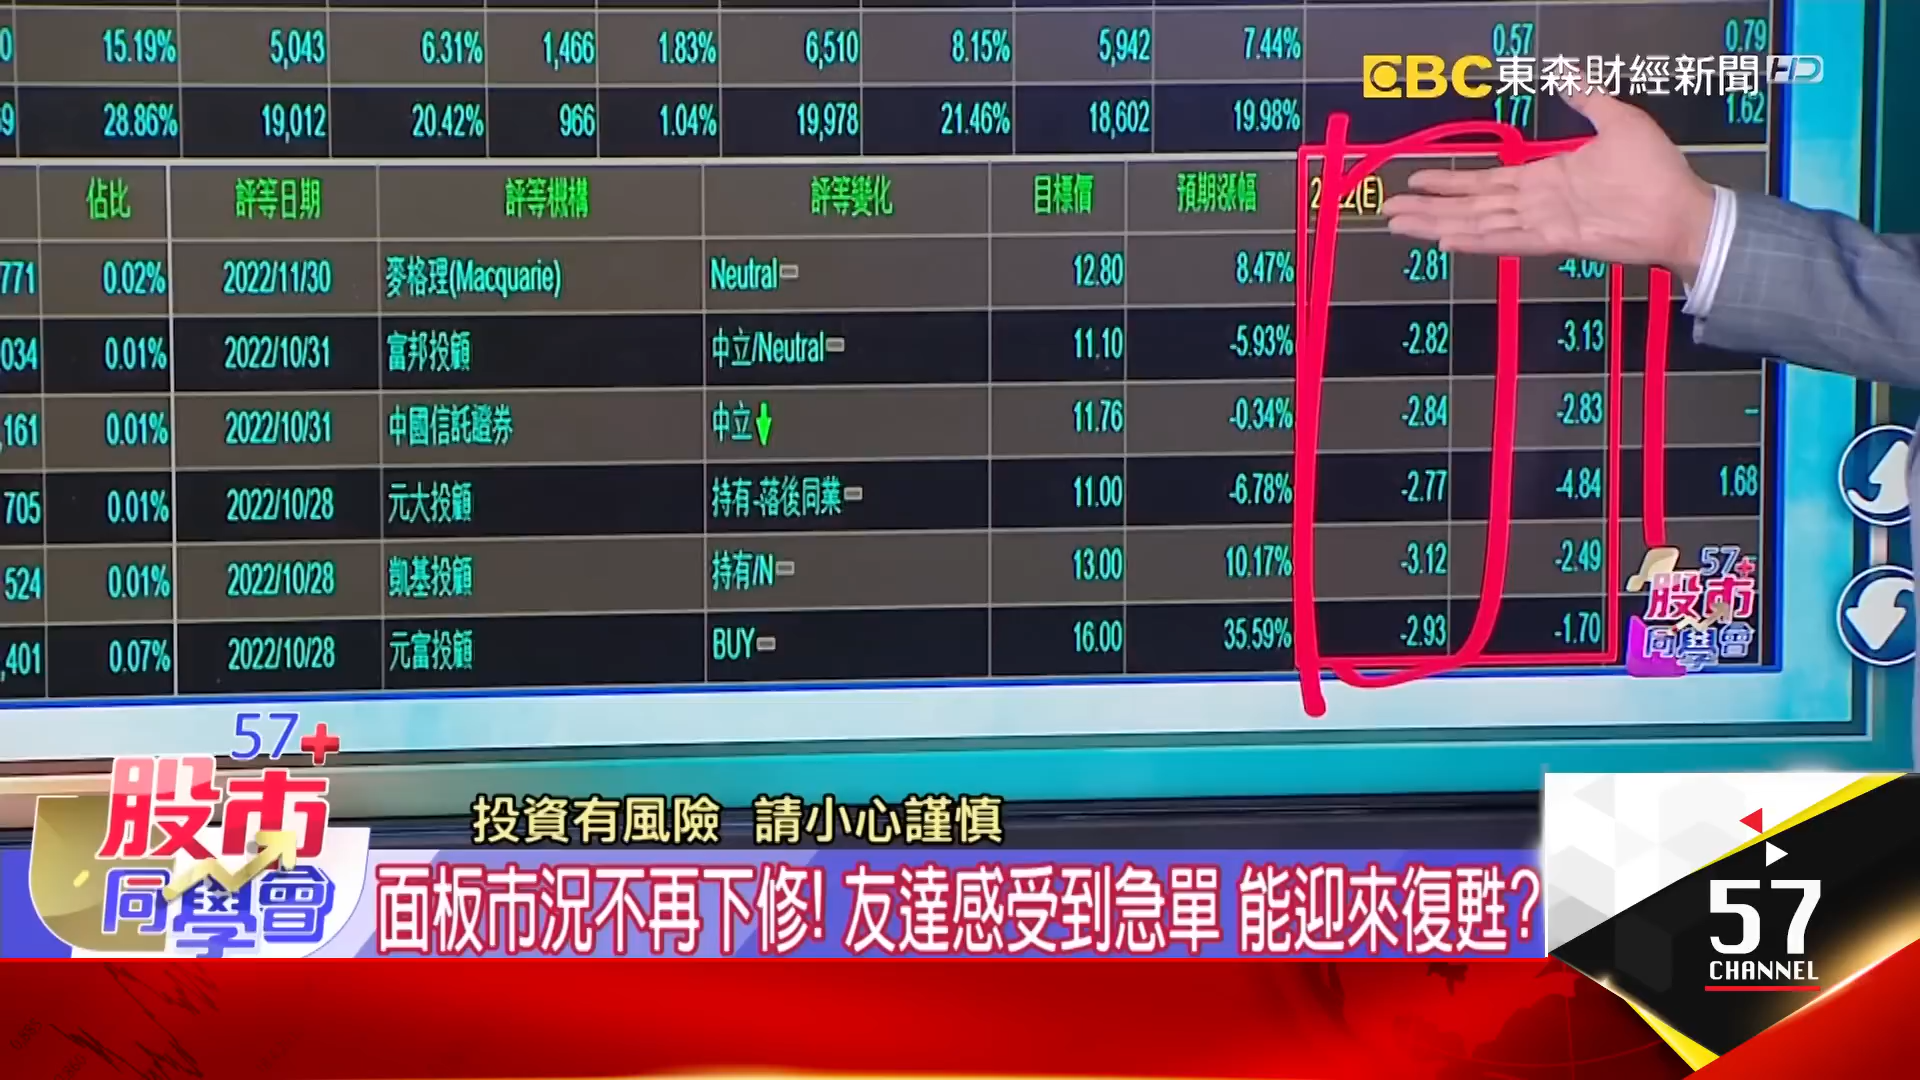 15.19% 5,043 6.31% 1,466 1.83% 6,510 8.15% 5,942 7.44% 0.57 0.79
EBC 東森財經新聞 HD
28.86% 19,012 20.42% 966 1.04% 19,978 21.46% 18,602 19.98% 1.77 1.62
佔比 評等日期 評等機構 評等變化 目標價 預期漲幅
771 0.02% 2022/11/30 麥格理(Macquarie) Neutral 12.80 8.47% -2.81 -4.00
034 0.01% 2022/10/31 富邦投顧 中立/Neutral 11.10 -5.93% -2.82 -3.13
,161 0.01% 2022/10/31 中國信託證券 中立 11.76 -0.34% -2.84 -2.83 –
705 0.01% 2022/10/28 元大投顧 持有-落後同業 11.00 -6.78% -2.77 -4.84 1.68
524 0.01% 2022/10/28 凱基投顧 持有/N 13.00 10.17% -3.12 -2.49
,401 0.07% 2022/10/28 元富投顧 BUY 16.00 35.59% -2.93 -1.70
57+
股市
同學會
57+
股市
同學會
投資有風險 請小心謹慎
面板市況不再下修! 友達感受到急單 能迎來復甦?
57
CHANNEL